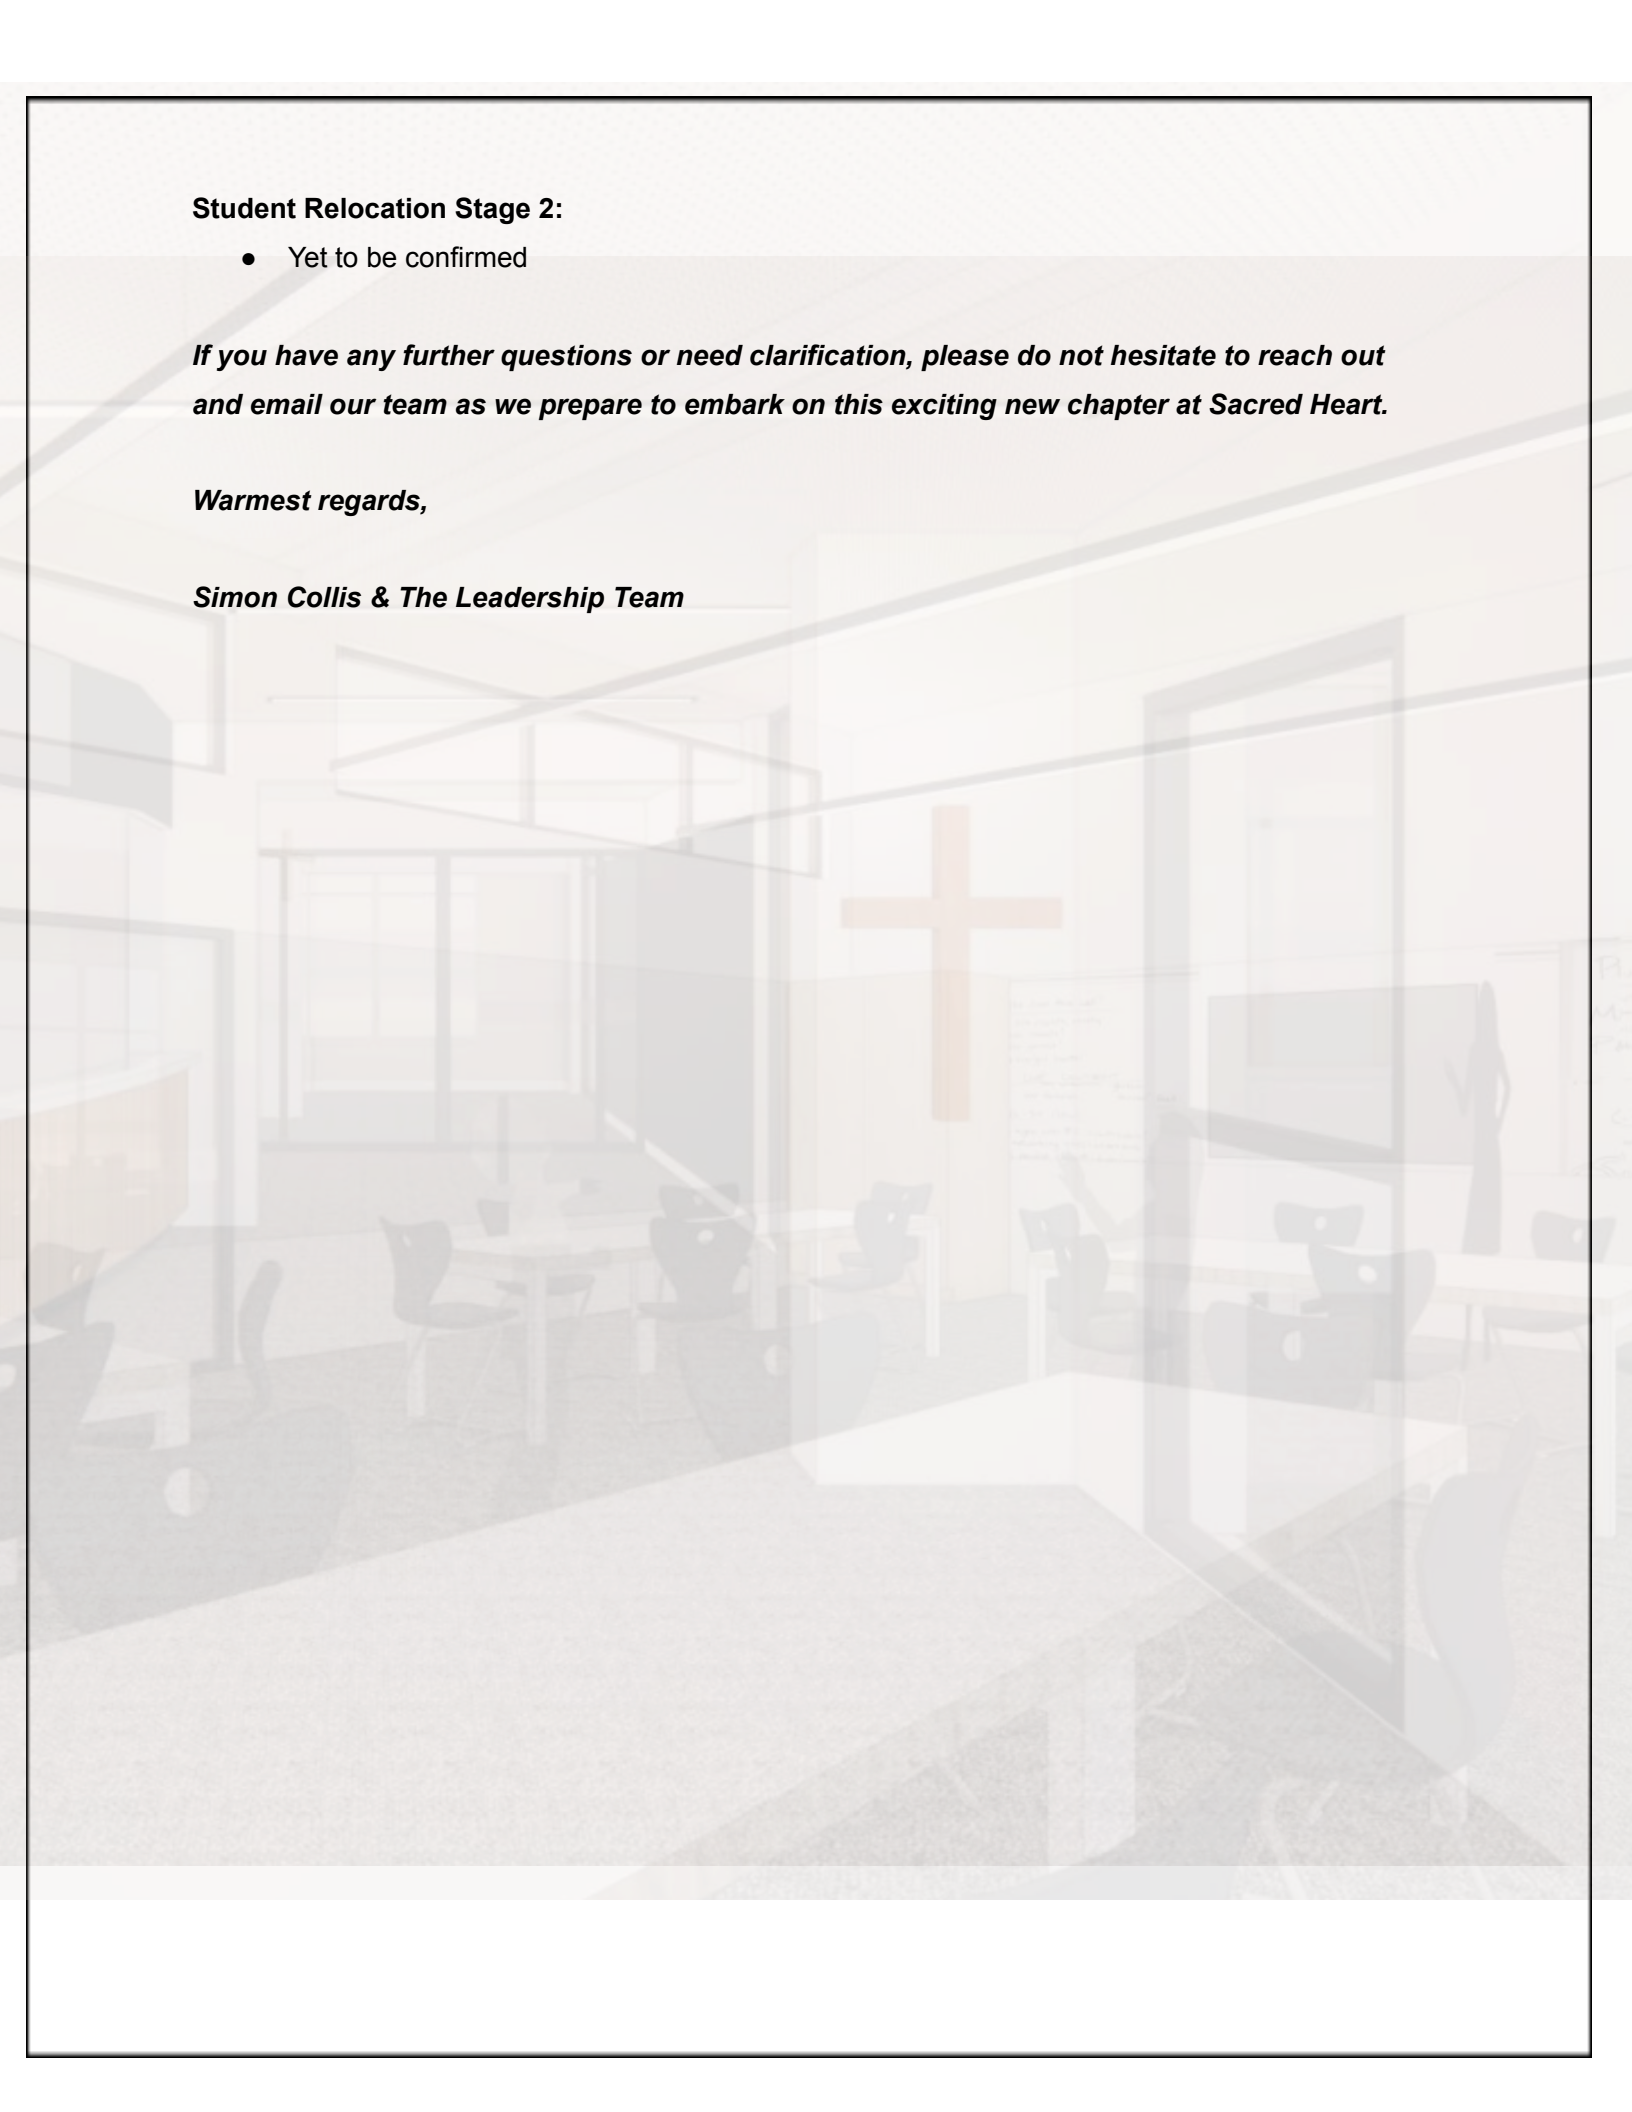 Student Relocation Stage 2:
● Yet to be confirmed
If you have any further questions or need clarification, please do not hesitate to reach out
and email our team as we prepare to embark on this exciting new chapter at Sacred Heart.
Warmest regards,
Simon Collis & The Leadership Team